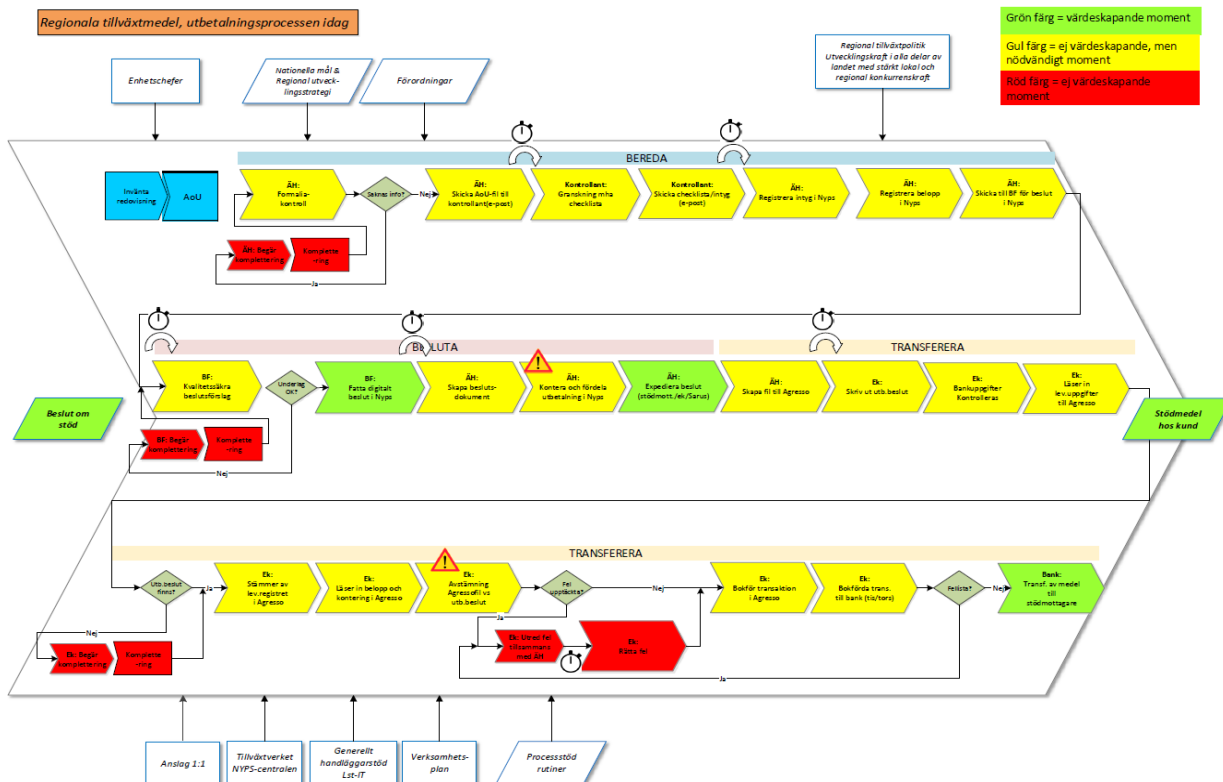 Regionala tillväxtmedel, utbetalningsprocessen idag
Grön färg = värdeskapande moment
Gul färg = ej värdeskapande, men
nödvändigt moment
Röd färg = ej värdeskapande
moment
Enhetschefer
Nationella mål &
Regional utveck-
lingsstrategi
Förordningar
Regional tillväxtpolitik
Utvecklingskraft i alla delar av
landet med stärkt lokal och
regional konkurrenskraft
BEREDA
Invänta
redovisning
AoU
ÄH:
Formalia-
kontroll
Saknas info?
Nej
ÄH:
Skicka AoU-fil till
kontrollant(e-post)
Kontrollant:
Granskning mha
checklista
Kontrollant:
Skicka checklista/intyg
(e-post)
ÄH:
Registrera intyg i Nyps
ÄH:
Registrera belopp
i Nyps
ÄH:
Skicka till BF för beslut
i Nyps
ÄH: Begär
komplettering
Komplette
-ring
Ja
BESLUTA
TRANSFERERA
BF:
Kvalitetssäkra
beslutsförslag
Underlag
OK?
BF:
Fatta digitalt
beslut i Nyps
ÄH:
Skapa besluts-
dokument
ÄH:
Kontera och fördela
utbetalning i Nyps
ÄH:
Expediera beslut
(stödmott./ek/Sarus)
ÄH:
Skapa fil till Agresso
Ek:
Skriv ut utb.beslut
Ek:
Bankuppgifter
Kontrolleras
Ek:
Läser in
lev.uppgifter
till Agresso
Beslut om
stöd
Stödmedel
hos kund
BF: Begär
komplettering
Komplette
-ring
Nej
TRANSFERERA
Utb.beslut
finns?
Ja
Ek:
Stämmer av
lev.registret
i Agresso
Ek:
Läser in belopp och
kontering i Agresso
Ek:
Avstämning
Agressofil vs
utb.beslut
Fel
upptäckta?
Nej
Ek:
Bokför transaktion
i Agresso
Ek:
Bokförda trans.
till bank (tis/tors)
Fellista?
Nej
Bank:
Transf. av medel
till
stödmottagare
Nej
Ja
Ek: Begär
komplettering
Komplette
-ring
Ek: Utred fel
tillsammans
med ÄH
Ek:
Rätta fel
Ja
Anslag 1:1
Tillväxtverket
NYPS-centralen
Generellt
handläggarstöd
Lst-IT
Verksamhets-
plan
Processstöd
rutiner